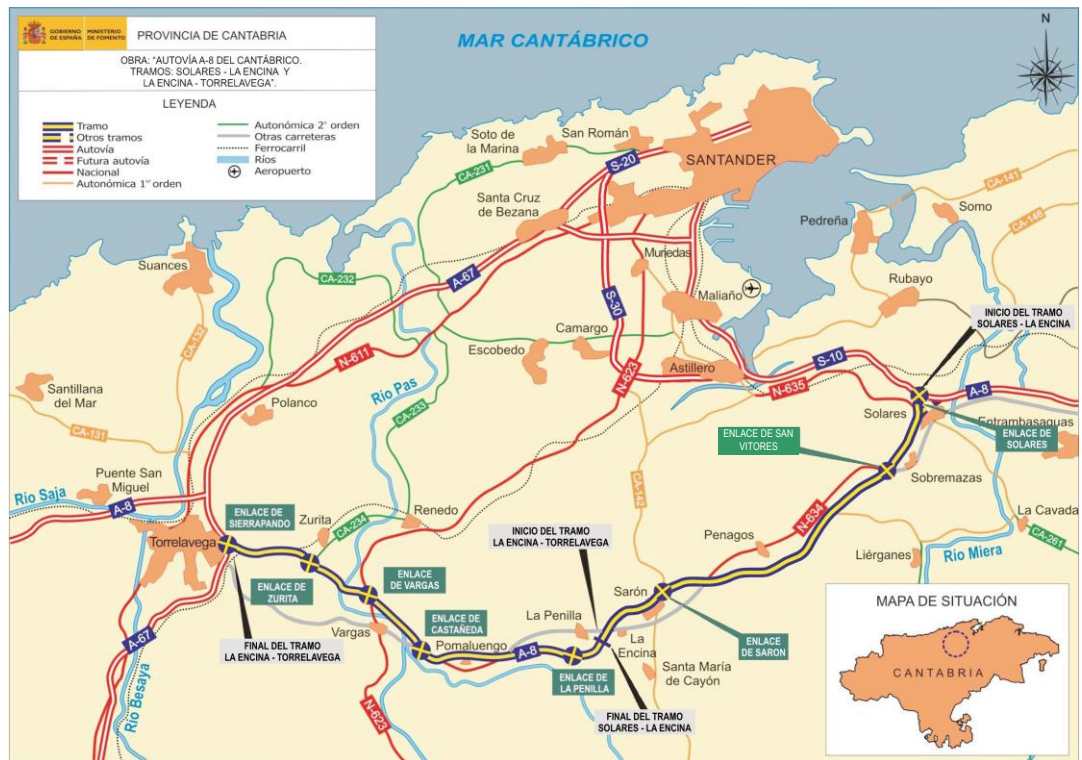 GOBIERNO
DE ESPAÑA
MINISTERIO
DE FOMENTO
PROVINCIA DE CANTABRIA
OBRA: "AUTOVÍA A-8 DEL CANTÁBRICO.
TRAMOS: SOLARES - LA ENCINA Y
LA ENCINA - TORRELAVEGA".
LEYENDA
Tramo
Otros tramos
Autovía
Futura autovía
Nacional
Autonómica 1er orden
Autonómica 2º orden
Otras carreteras
Ferrocarril
Ríos
Aeropuerto
MAR CANTÁBRICO
N
Soto de
la Marina
San Román
SANTANDER
S-20
CA-231
Santa Cruz
de Bezana
CA-141
Somo
Pedreña
CA-146
Suances
CA-232
A-67
Muriedas
Rubayo
Maliaño
S-30
INICIO DEL TRAMO
SOLARES - LA ENCINA
CA-132
N-611
Camargo
Escobedo
N-623
Astillero
S-10
Santillana
del Mar
Río Pas
N-635
A-8
Polanco
CA-233
Solares
Entrambasaguas
CA-131
ENLACE DE SAN
VITORES
ENLACE DE
SOLARES
Puente San
Miguel
Sobremazas
Río Saja
CA-142
A-8
ENLACE DE
SIERRAPANDO
Zurita
CA-234
Renedo
INICIO DEL TRAMO
LA ENCINA - TORRELAVEGA
N-634
La Cavada
Torrelavega
Penagos
CA-261
Liérganes
Río Miera
ENLACE DE
ZURITA
ENLACE
DE VARGAS
Sarón
MAPA DE SITUACIÓN
ENLACE DE
CASTAÑEDA
La Penilla
Vargas
A-67
FINAL DEL TRAMO
LA ENCINA - TORRELAVEGA
Pomaluengo
A-8
La
Encina
ENLACE
DE SARON
CANTABRIA
ENLACE DE
LA PENILLA
Santa María
de Cayón
Río Besaya
N-623
FINAL DEL TRAMO
SOLARES - LA ENCINA